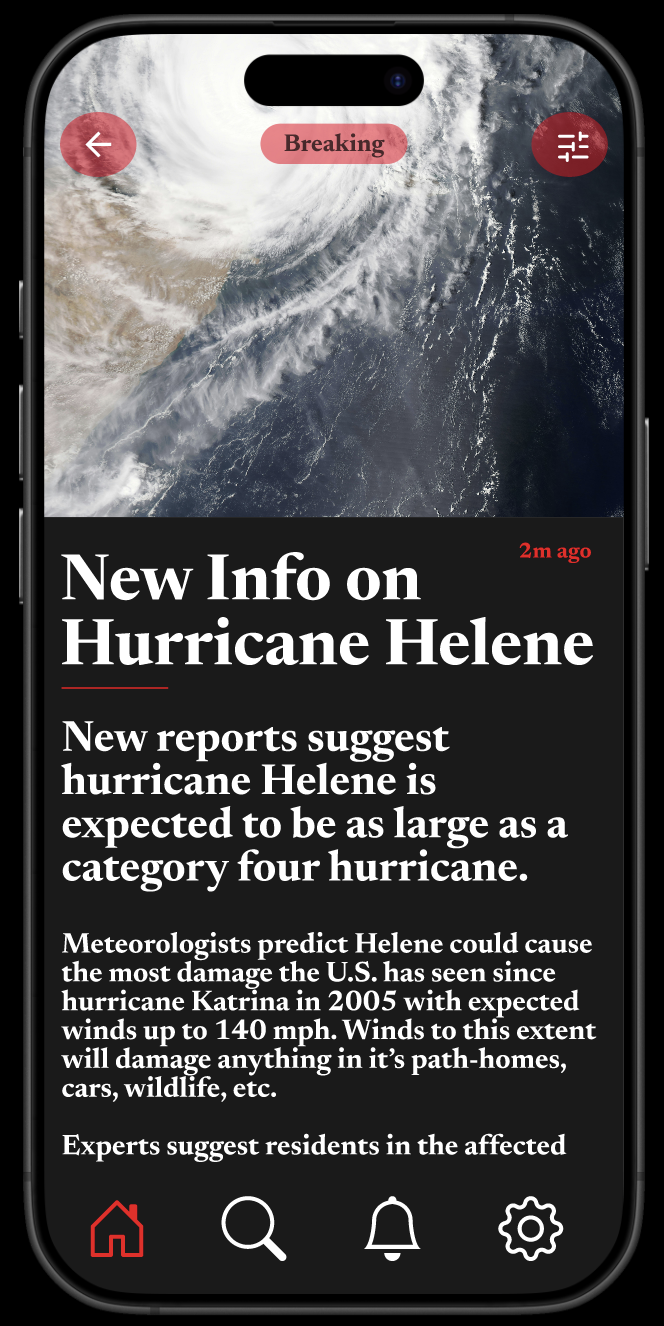 Breaking
2m ago
New Info on
Hurricane Helene
New reports suggest
hurricane Helene is
expected to be as large as a
category four hurricane.
Meteorologists predict Helene could cause
the most damage the U.S. has seen since
hurricane Katrina in 2005 with expected
winds up to 140 mph. Winds to this extent
will damage anything in it’s path-homes,
cars, wildlife, etc.
Experts suggest residents in the affected